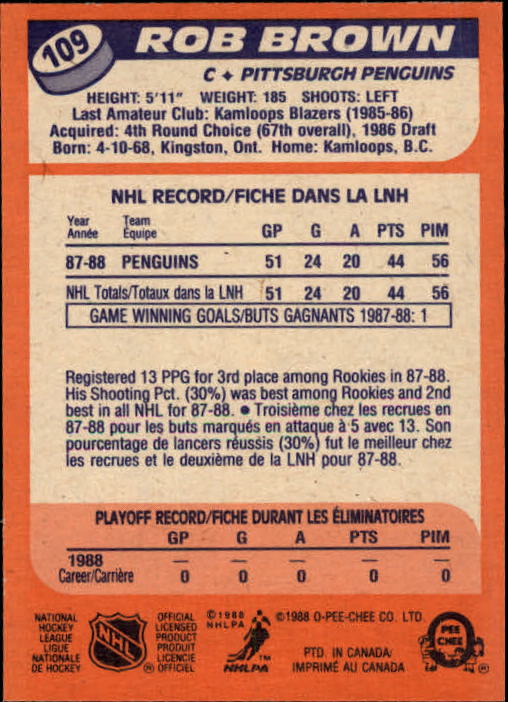 109
ROB BROWN
C ♦ PITTSBURGH PENGUINS
HEIGHT: 5'11" WEIGHT: 185 SHOOTS: LEFT
Last Amateur Club: Kamloops Blazers (1985-86)
Acquired: 4th Round Choice (67th overall), 1986 Draft
Born: 4-10-68, Kingston, Ont. Home: Kamloops, B.C.
NHL RECORD/FICHE DANS LA LNH
Year Team
Année Équipe GP G A PTS PIM
87-88 PENGUINS 51 24 20 44 56
NHL Totals/Totaux dans la LNH 51 24 20 44 56
GAME WINNING GOALS/BUTS GAGNANTS 1987-88: 1
Registered 13 PPG for 3rd place among Rookies in 87-88.
His Shooting Pct. (30%) was best among Rookies and 2nd
best in all NHL for 87-88. ● Troisième chez les recrues en
87-88 pour les buts marqués en attaque à 5 avec 13. Son
pourcentage de lancers réussis (30%) fut le meilleur chez
les recrues et le deuxième de la LNH pour 87-88.
PLAYOFF RECORD/FICHE DURANT LES ÉLIMINATOIRES
GP G A PTS PIM
1988 — — — — —
Career/Carrière 0 0 0 0 0
NATIONAL
HOCKEY
LEAGUE
LIGUE
NATIONALE
DE HOCKEY
NHL
®
OFFICIAL
LICENSED
PRODUCT
PRODUIT
LICENCIE
OFFICIEL
©1988
NHLPA
NHLPA
™
©1988 O-PEE-CHEE CO. LTD.
PTD. IN CANADA/
IMPRIMÉ AU CANADA
O
PEE
CHEE
®